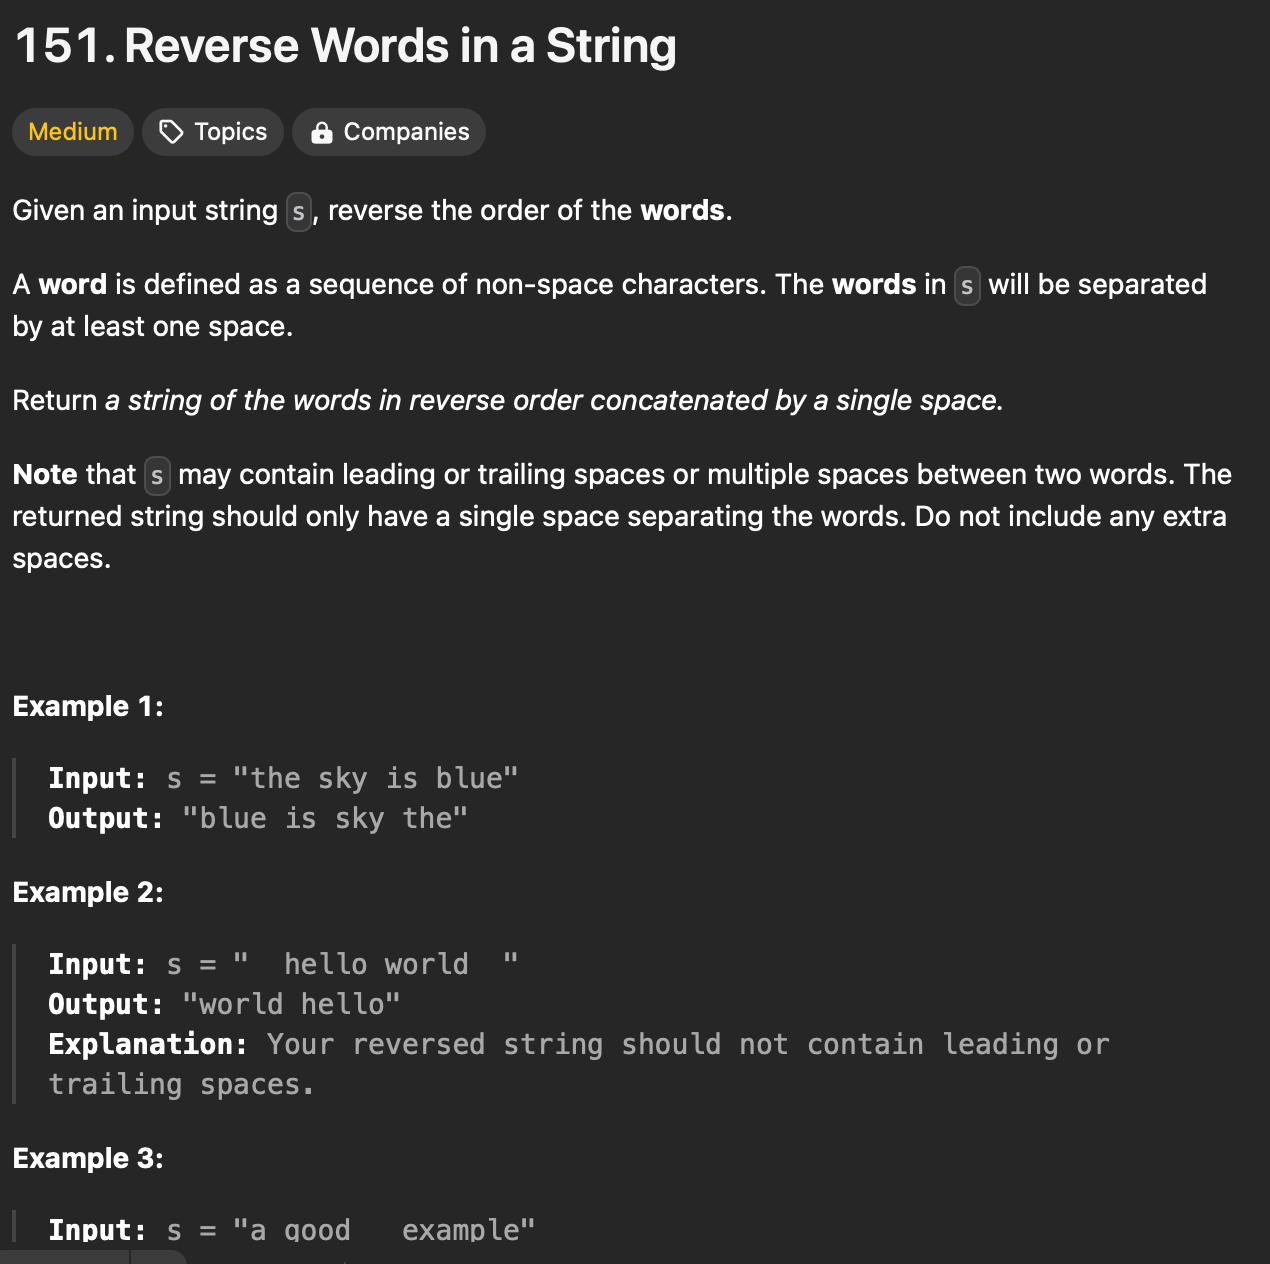 151. Reverse Words in a String
Medium Topics Companies
Given an input string s, reverse the order of the words.
A word is defined as a sequence of non-space characters. The words in s will be separated
by at least one space.
Return a string of the words in reverse order concatenated by a single space.
Note that s may contain leading or trailing spaces or multiple spaces between two words. The
returned string should only have a single space separating the words. Do not include any extra
spaces.
Example 1:
Input: s = "the sky is blue"
Output: "blue is sky the"
Example 2:
Input: s = "  hello world  "
Output: "world hello"
Explanation: Your reversed string should not contain leading or
trailing spaces.
Example 3:
Input: s = "a good   example"